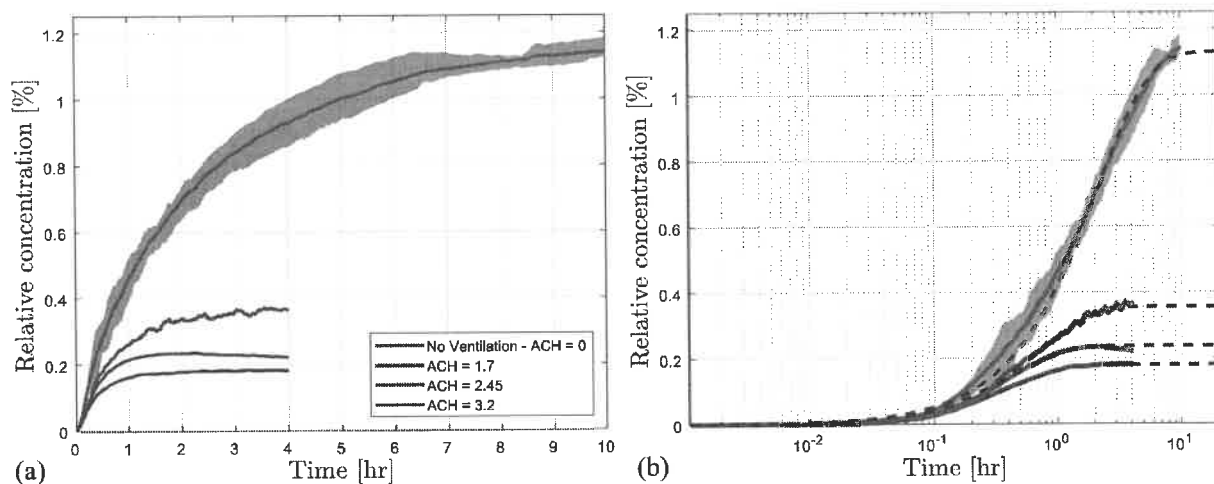 1.2
1
0.8
0.6
0.4
0.2
0
Relative concentration [%]
No Ventilation - ACH = 0
ACH = 1.7
ACH = 2.45
ACH = 3.2
0 1 2 3 4 5 6 7 8 9 10
(a) Time [hr]
1.2
1
0.8
0.6
0.4
0.2
0
Relative concentration [%]
10-2 10-1 100 101
(b) Time [hr]